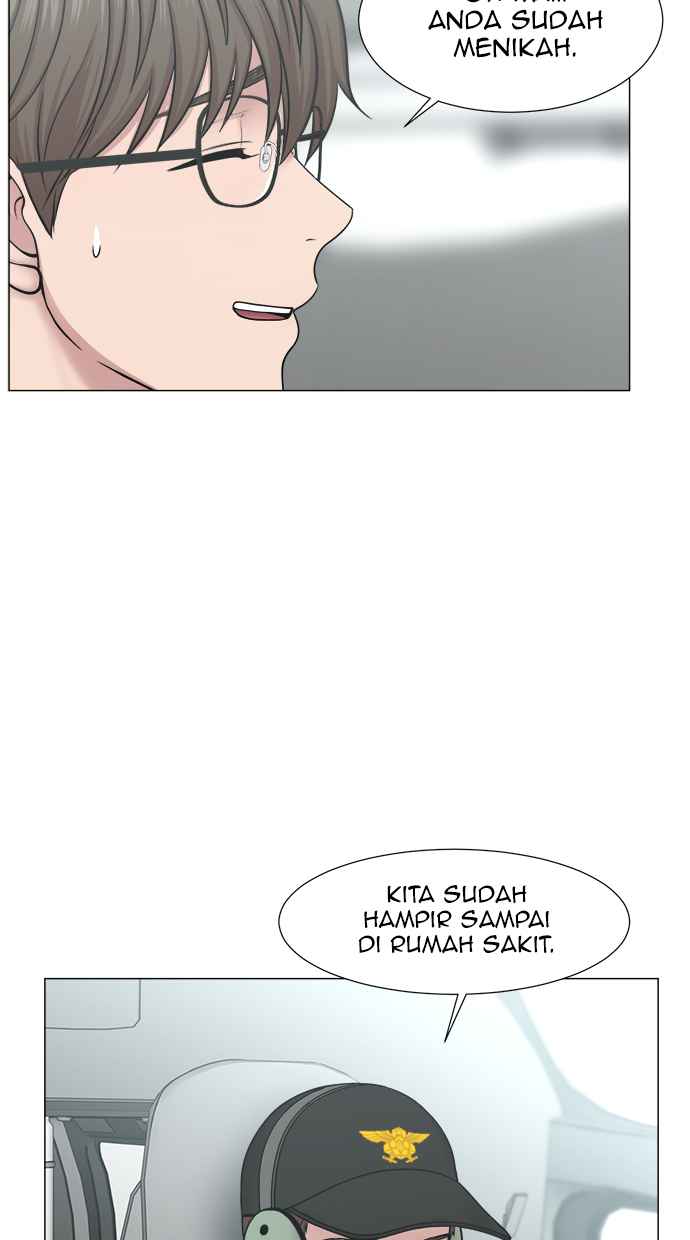 ANDA SUDAH
MENIKAH.
KITA SUDAH
HAMPIR SAMPAI
DI RUMAH SAKIT.